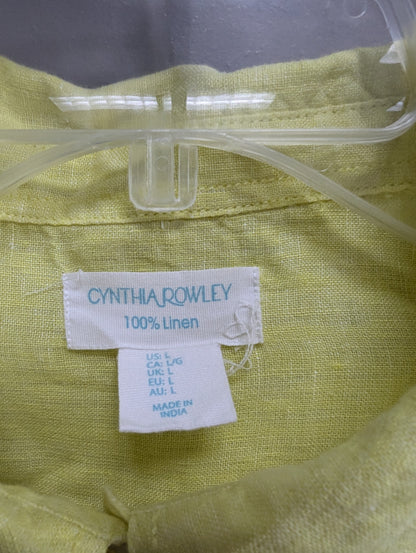 CYNTHIA ROWLEY
100% Linen
US: L
CA: L/G
UK: L
EU: L
AU: L
MADE IN
INDIA